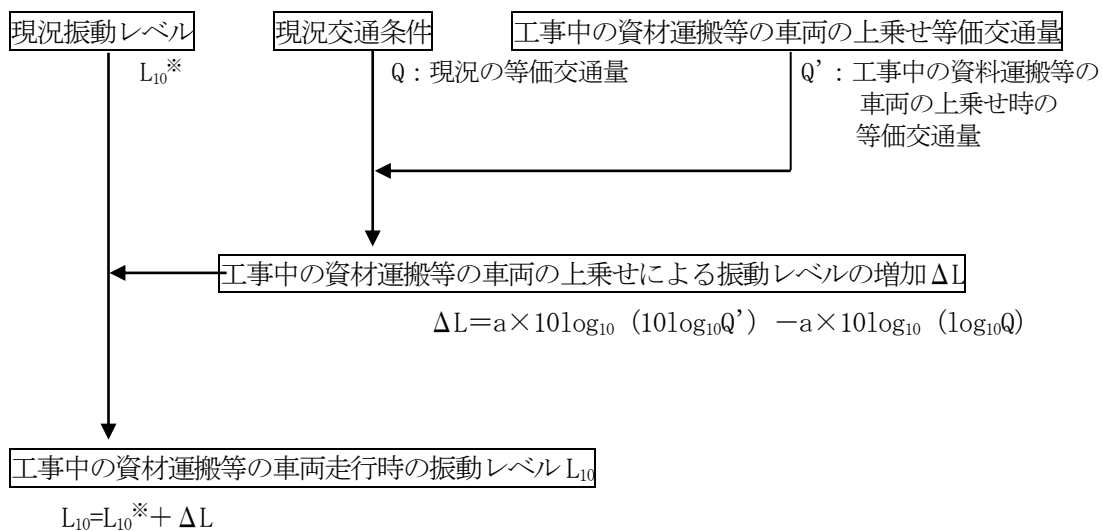 現況振動レベル
現況交通条件
工事中の資材運搬等の車両の上乗せ等価交通量
L₁₀※
Q：現況の等価交通量
Q’：工事中の資料運搬等の
車両の上乗せ時の
等価交通量
工事中の資材運搬等の車両の上乗せによる振動レベルの増加ΔL
ΔL＝a×10log₁₀（10log₁₀Q’）－a×10log₁₀（log₁₀Q）
工事中の資材運搬等の車両走行時の振動レベルL₁₀
L₁₀=L₁₀※＋ΔL